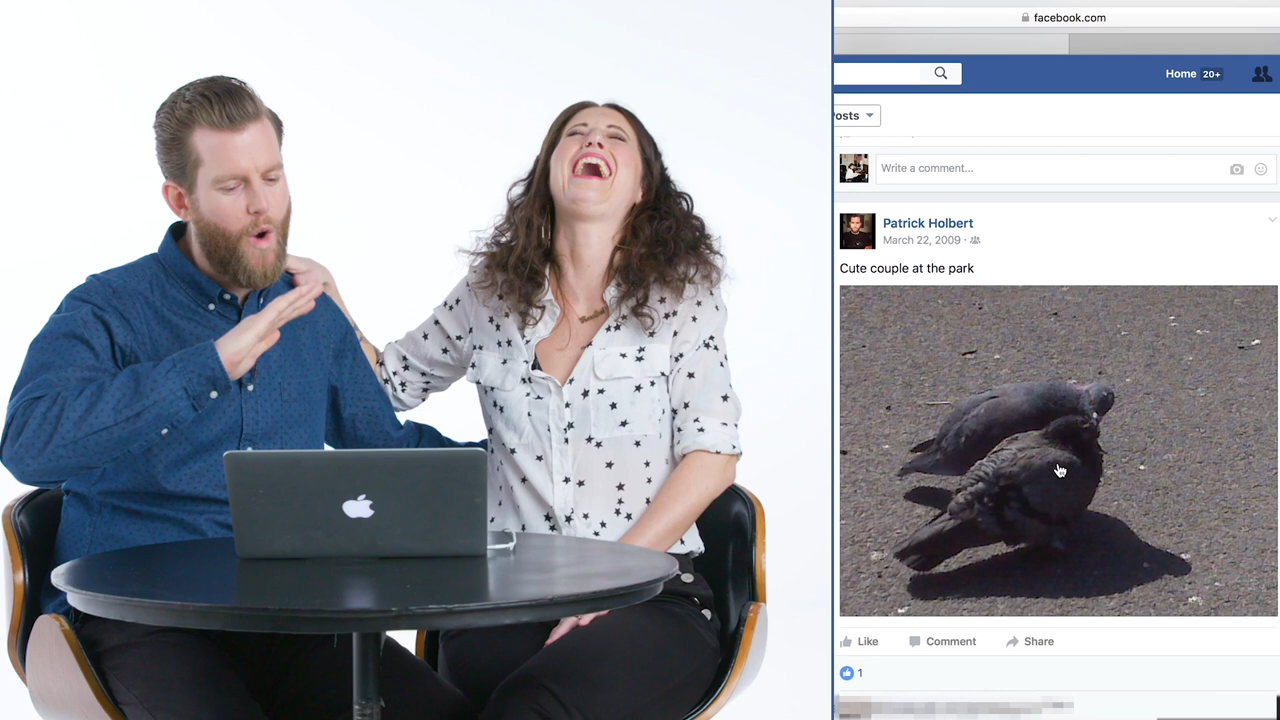 facebook.com
Home 20+
osts
Write a comment...
Patrick Holbert
March 22, 2009 ·
Cute couple at the park
Like Comment Share
1